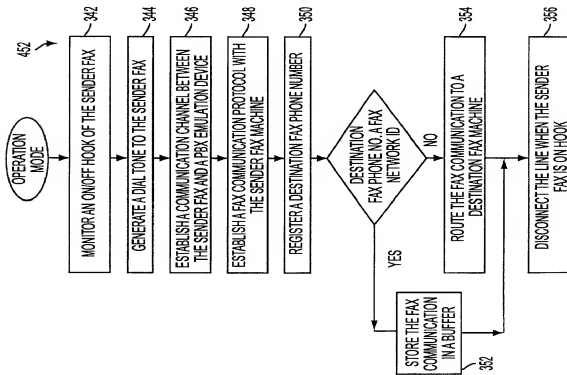 452
OPERATION
MODE
342
MONITOR AN ON/OFF HOOK OF THE SENDER FAX
344
GENERATE A DIAL TONE TO THE SENDER FAX
346
ESTABLISH A COMMUNICATION CHANNEL BETWEEN
THE SENDER FAX AND A PBX EMULATION DEVICE
348
ESTABLISH A FAX COMMUNICATION PROTOCOL WITH
THE SENDER FAX MACHINE
350
REGISTER A DESTINATION FAX PHONE NUMBER
DESTINATION
FAX PHONE NO. A FAX
NETWORK ID
YES
NO
STORE THE FAX
COMMUNICATION
IN A BUFFER
352
354
ROUTE THE FAX COMMUNICATION TO A
DESTINATION FAX MACHINE
356
DISCONNECT THE LINE WHEN THE SENDER
FAX IS ON HOOK